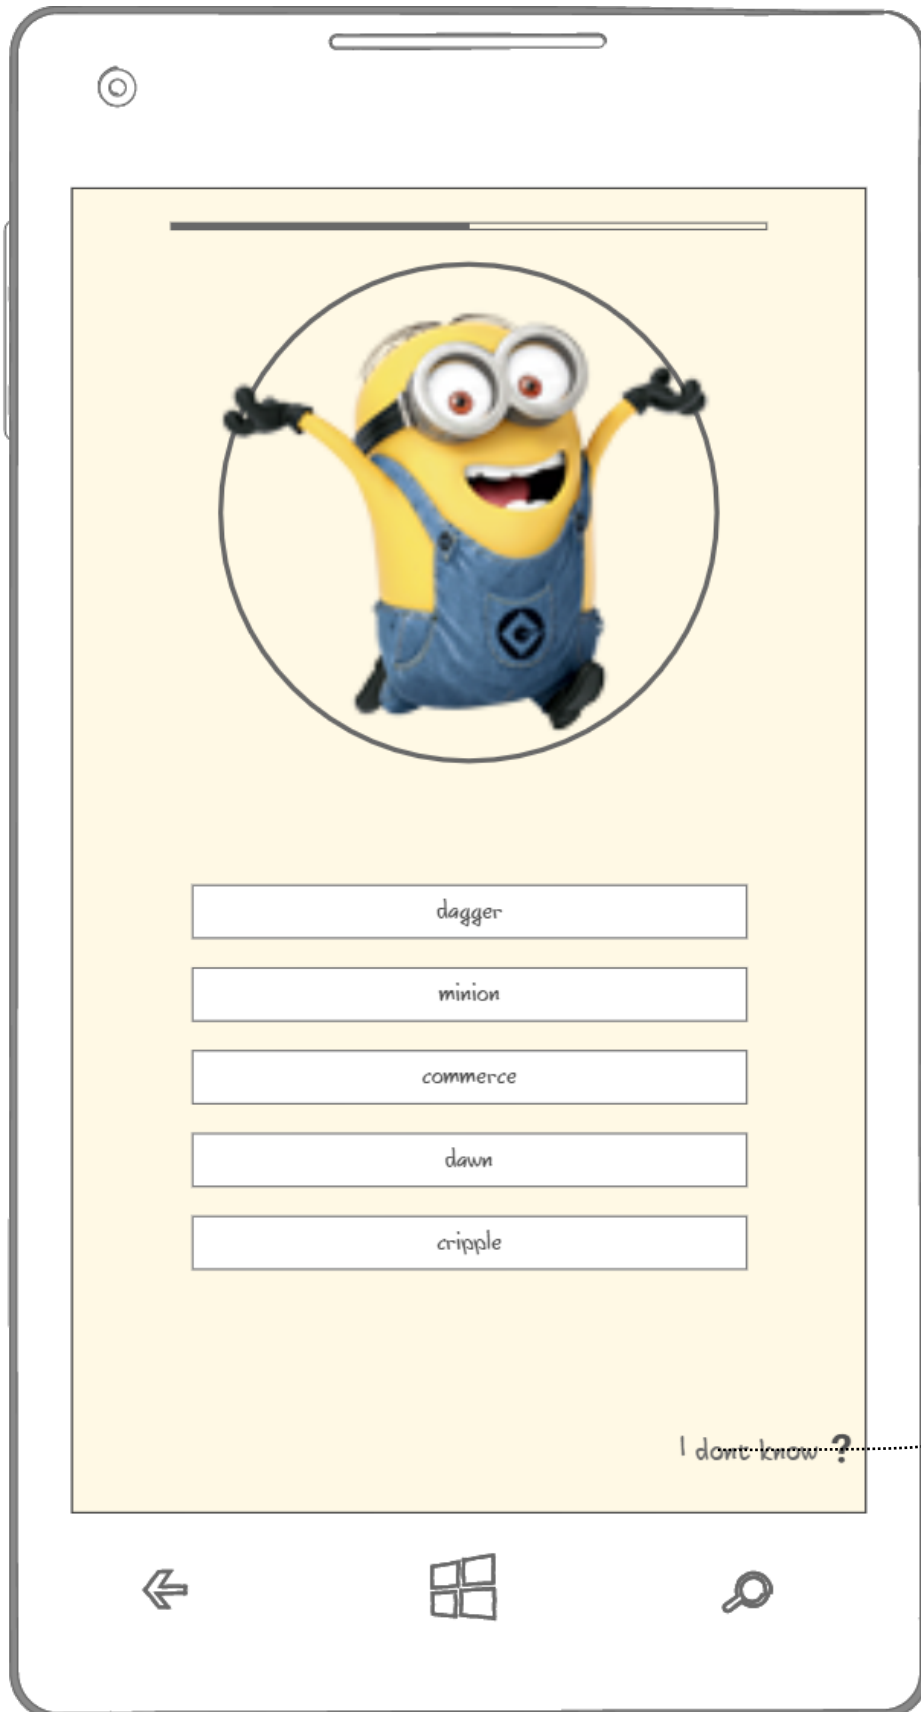 dagger
minion
commerce
dawn
cripple
I dont know ?